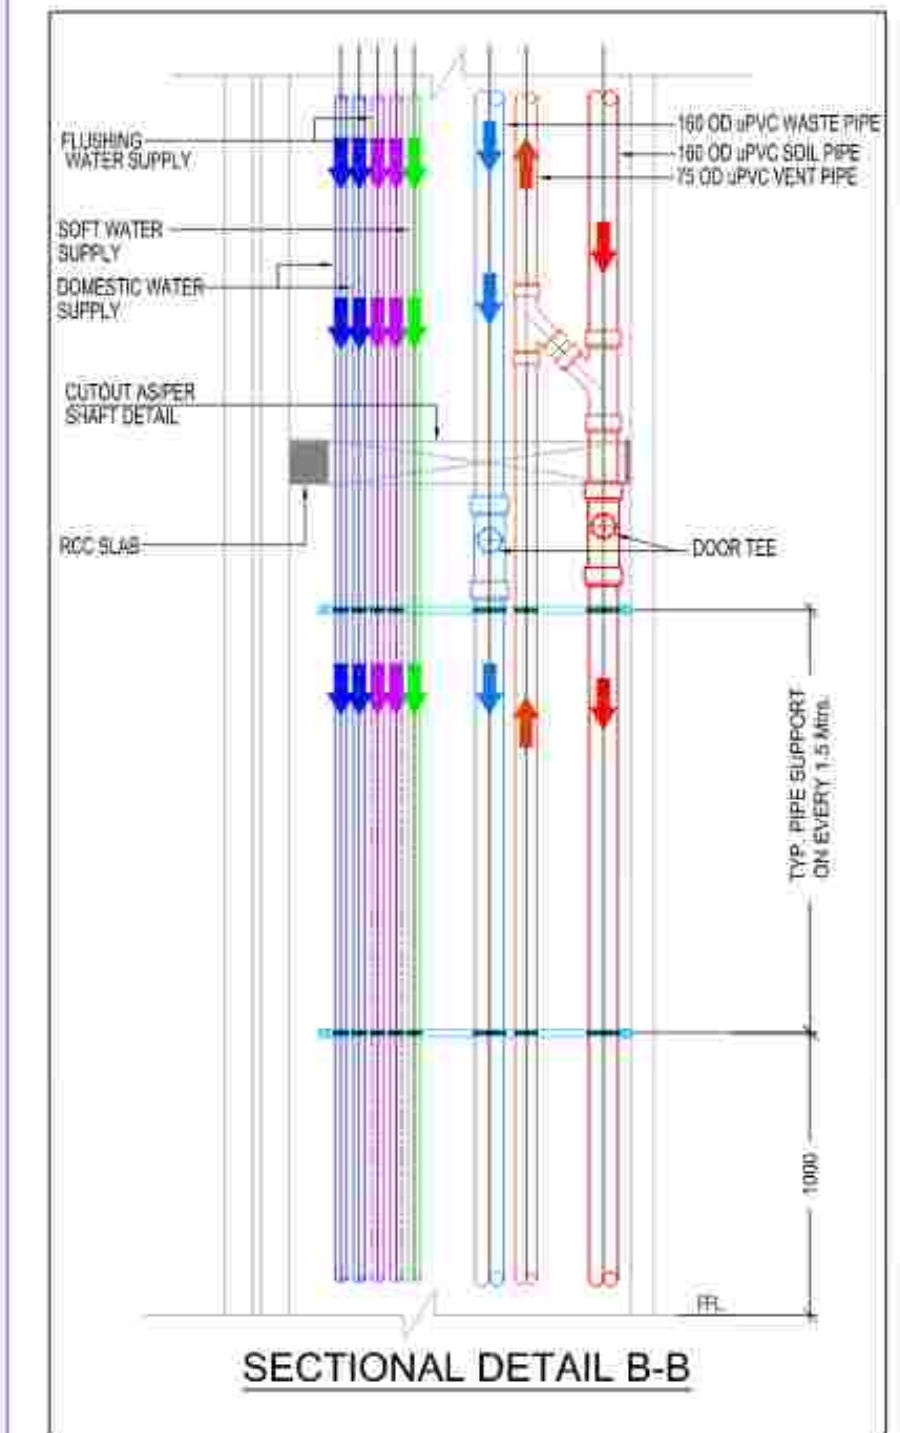 FLUSHING
WATER SUPPLY
SOFT WATER
SUPPLY
DOMESTIC WATER
SUPPLY
CUTOUT AS/PER
SHAFT DETAIL
RCC SLAB
160 OD uPVC WASTE PIPE
160 OD uPVC SOIL PIPE
75 OD uPVC VENT PIPE
DOOR TEE
TYP. PIPE SUPPORT
ON EVERY 1.5 Mtrs.
1000
FFL
SECTIONAL DETAIL B-B